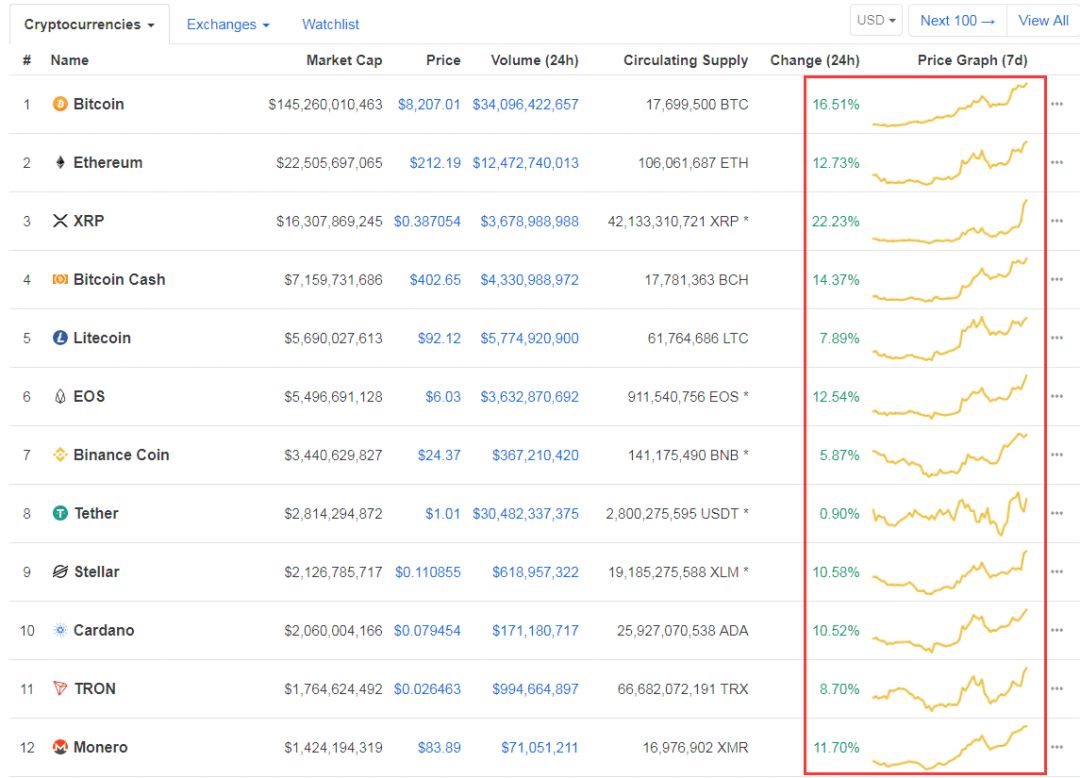 Cryptocurrencies Exchanges Watchlist USD Next 100 → View All
# Name Market Cap Price Volume (24h) Circulating Supply Change (24h) Price Graph (7d)
1 Bitcoin $145,260,010,463 $8,207.01 $34,096,422,657 17,699,500 BTC 16.51%
2 Ethereum $22,505,697,065 $212.19 $12,472,740,013 106,061,687 ETH 12.73%
3 XRP $16,307,869,245 $0.387054 $3,678,988,988 42,133,310,721 XRP * 22.23%
4 Bitcoin Cash $7,159,731,686 $402.65 $4,330,988,972 17,781,363 BCH 14.37%
5 Litecoin $5,690,027,613 $92.12 $5,774,920,900 61,764,686 LTC 7.89%
6 EOS $5,496,691,128 $6.03 $3,632,870,692 911,540,756 EOS * 12.54%
7 Binance Coin $3,440,629,827 $24.37 $367,210,420 141,175,490 BNB * 5.87%
8 Tether $2,814,294,872 $1.01 $30,482,337,375 2,800,275,595 USDT * 0.90%
9 Stellar $2,126,785,717 $0.110855 $618,957,322 19,185,275,588 XLM * 10.58%
10 Cardano $2,060,004,166 $0.079454 $171,180,717 25,927,070,538 ADA 10.52%
11 TRON $1,764,624,492 $0.026463 $994,664,897 66,682,072,191 TRX 8.70%
12 Monero $1,424,194,319 $83.89 $71,051,211 16,976,902 XMR 11.70%